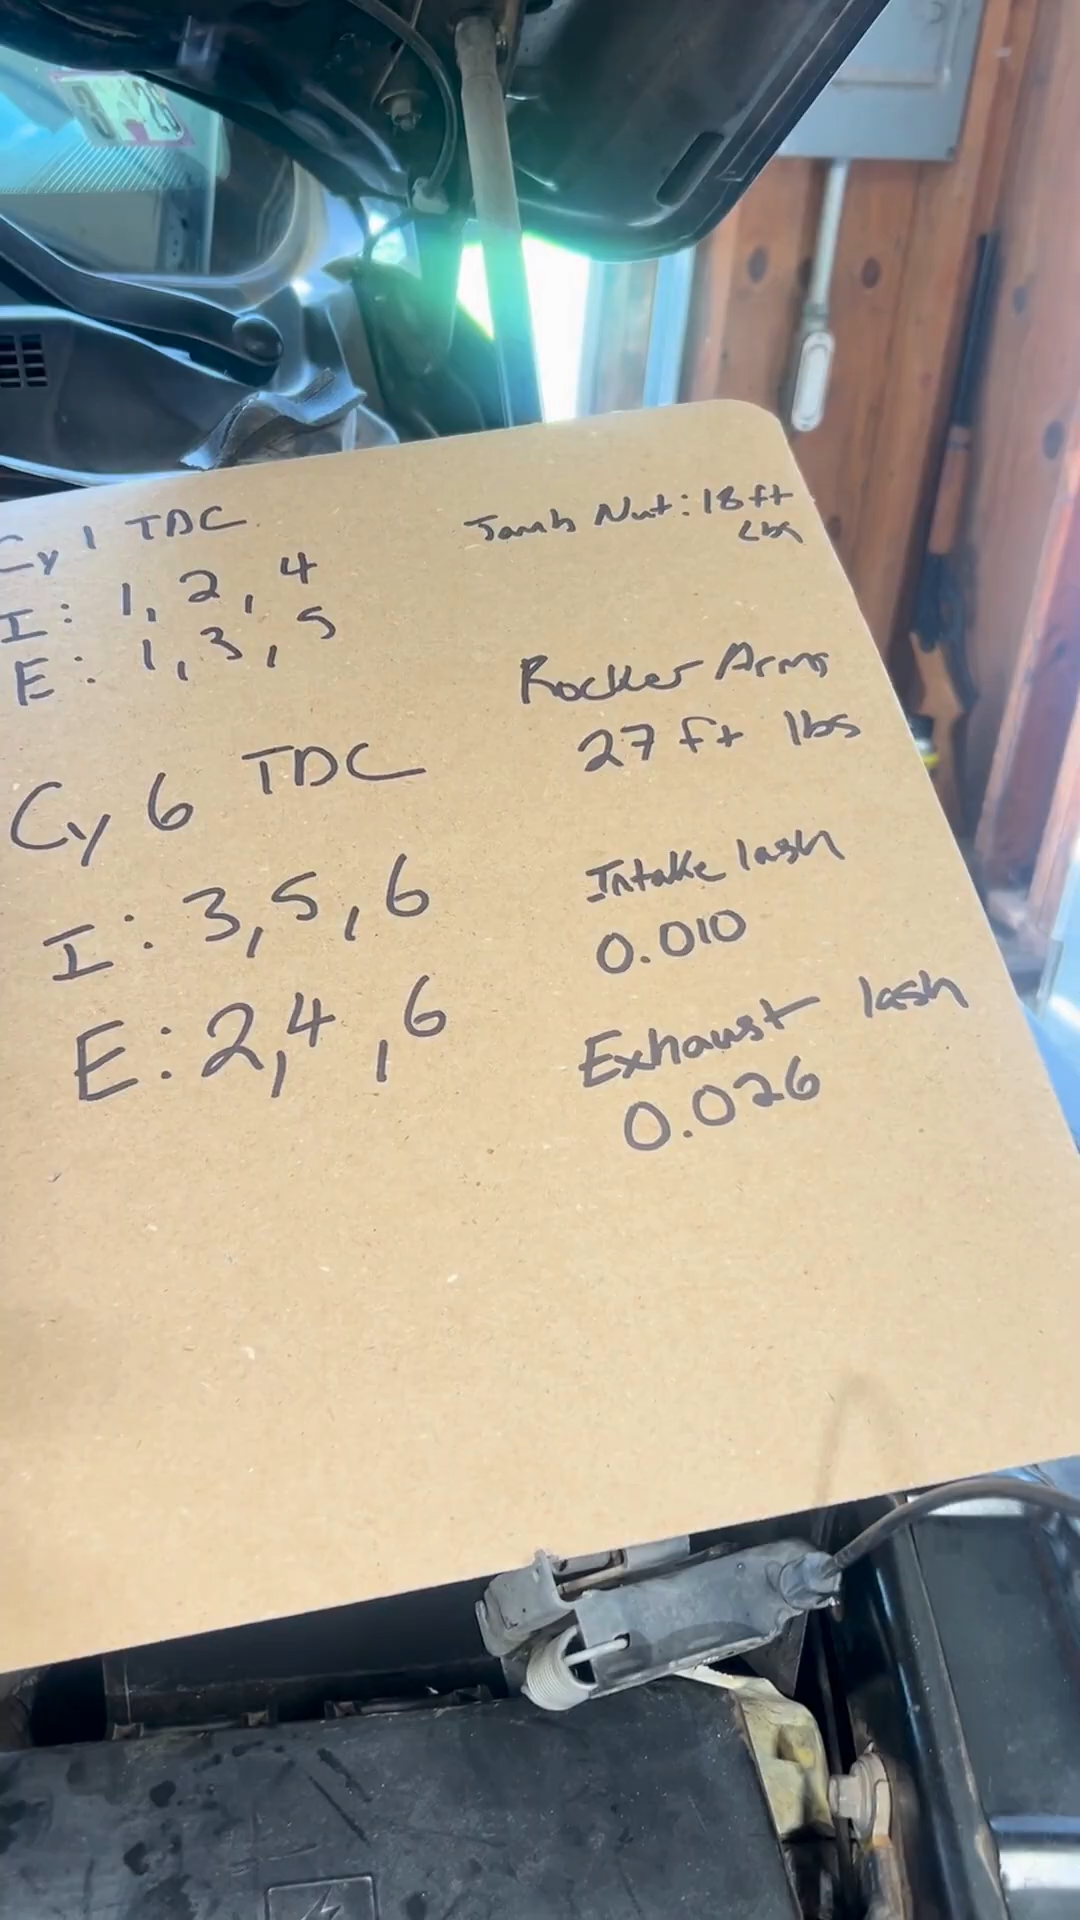 Cy 1 TDC
I: 1, 2, 4
E: 1, 3, 5
Cy 6 TDC
I: 3, 5, 6
E: 2, 4, 6
Jamb Nut: 18 ft
Lbs
Rocker Arms
27 ft lbs
Intake lash
0.010
Exhaust lash
0.026